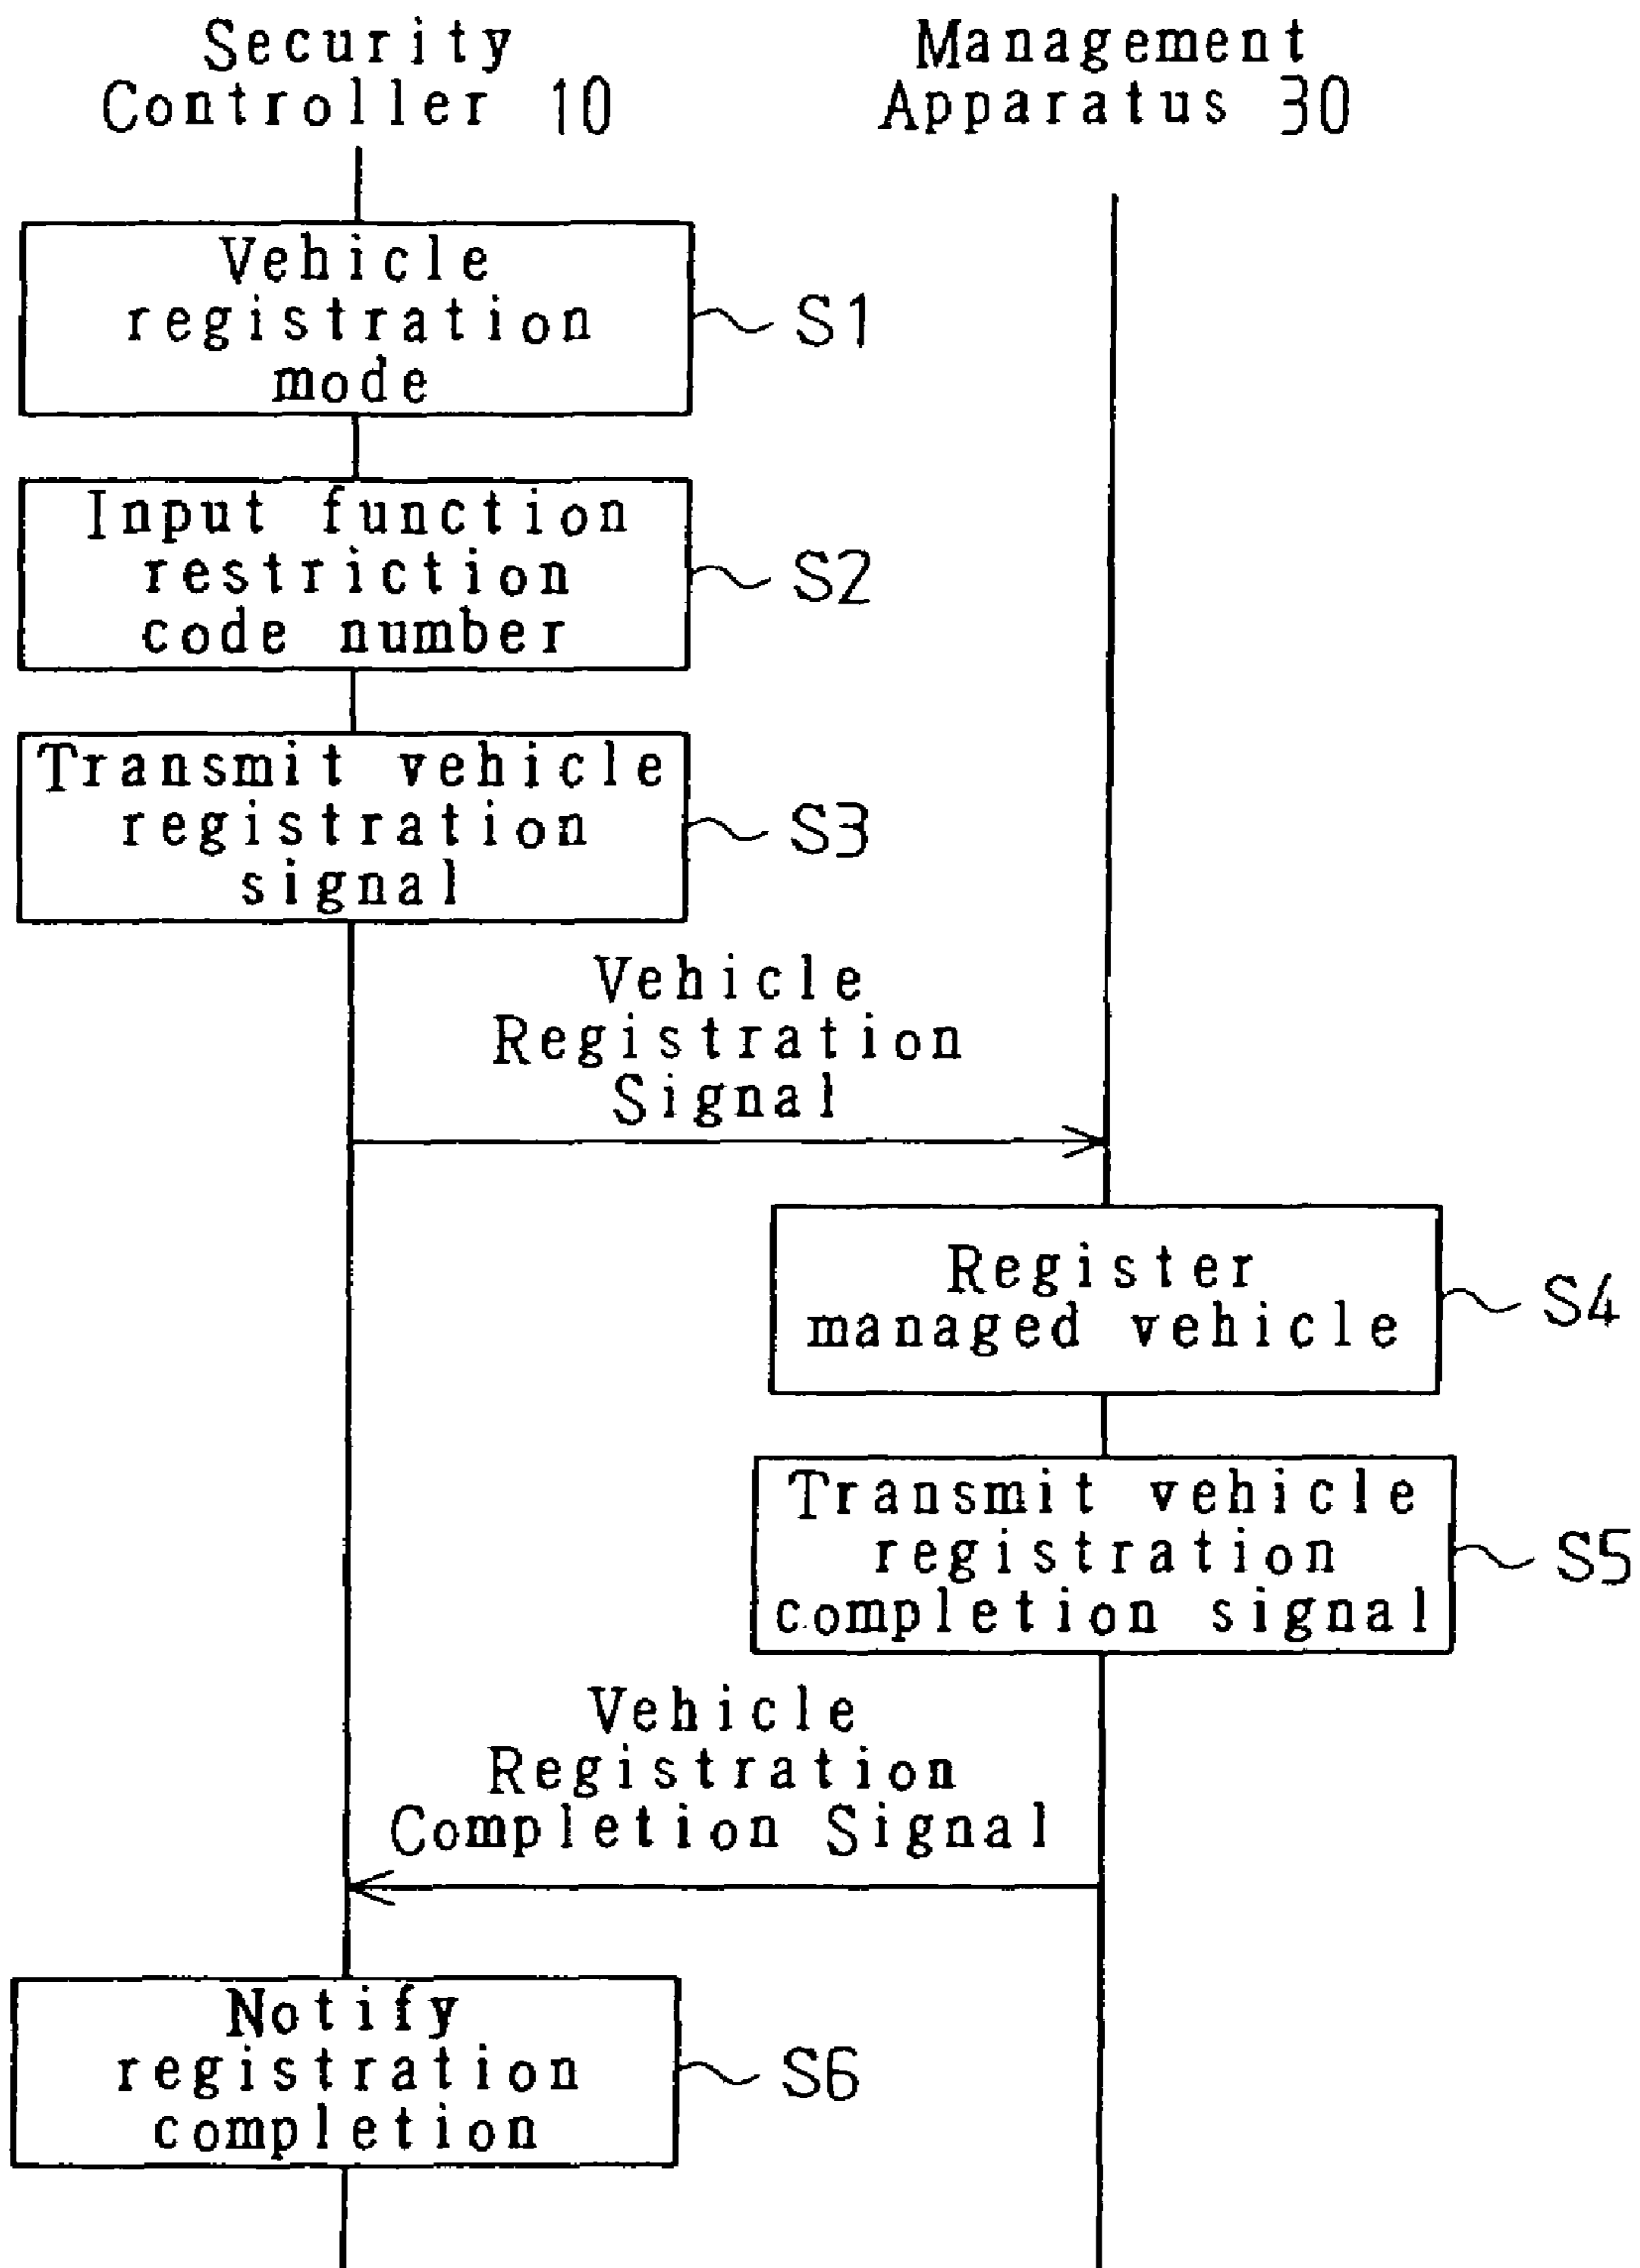 Security
Controller 10
Management
Apparatus 30
Vehicle
registration
mode
S1
Input function
restriction
code number
S2
Transmit vehicle
registration
signal
S3
Vehicle
Registration
Signal
Register
managed vehicle
S4
Transmit vehicle
registration
completion signal
S5
Vehicle
Registration
Completion Signal
Notify
registration
completion
S6